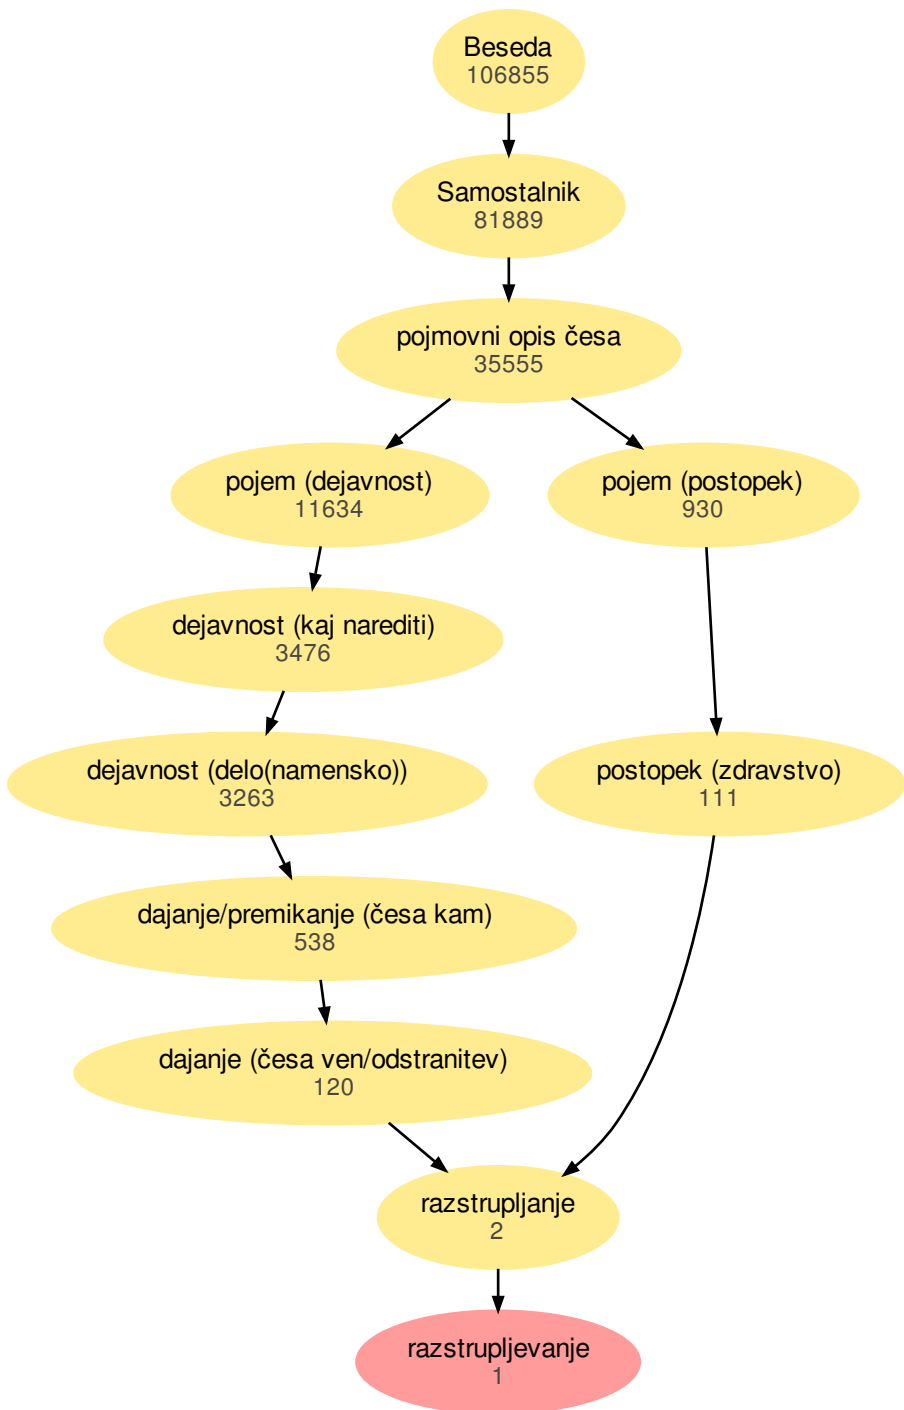 Beseda
106855
Samostalnik
81889
pojmovni opis česa
35555
pojem (dejavnost)
11634
pojem (postopek)
930
dejavnost (kaj narediti)
3476
dejavnost (delo(namensko))
3263
postopek (zdravstvo)
111
dajanje/premikanje (česa kam)
538
dajanje (česa ven/odstranitev)
120
razstrupljanje
2
razstrupljevanje
1